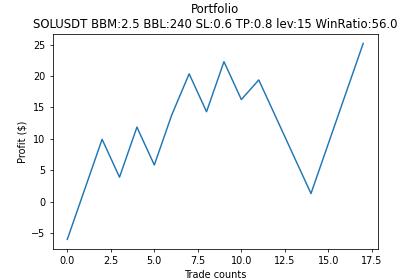 Portfolio
SOLUSDT BBM:2.5 BBL:240 SL:0.6 TP:0.8 lev:15 WinRatio:56.0
25
20
15
10
5
0
−5
Profit ($)
0.0 2.5 5.0 7.5 10.0 12.5 15.0 17.5
Trade counts